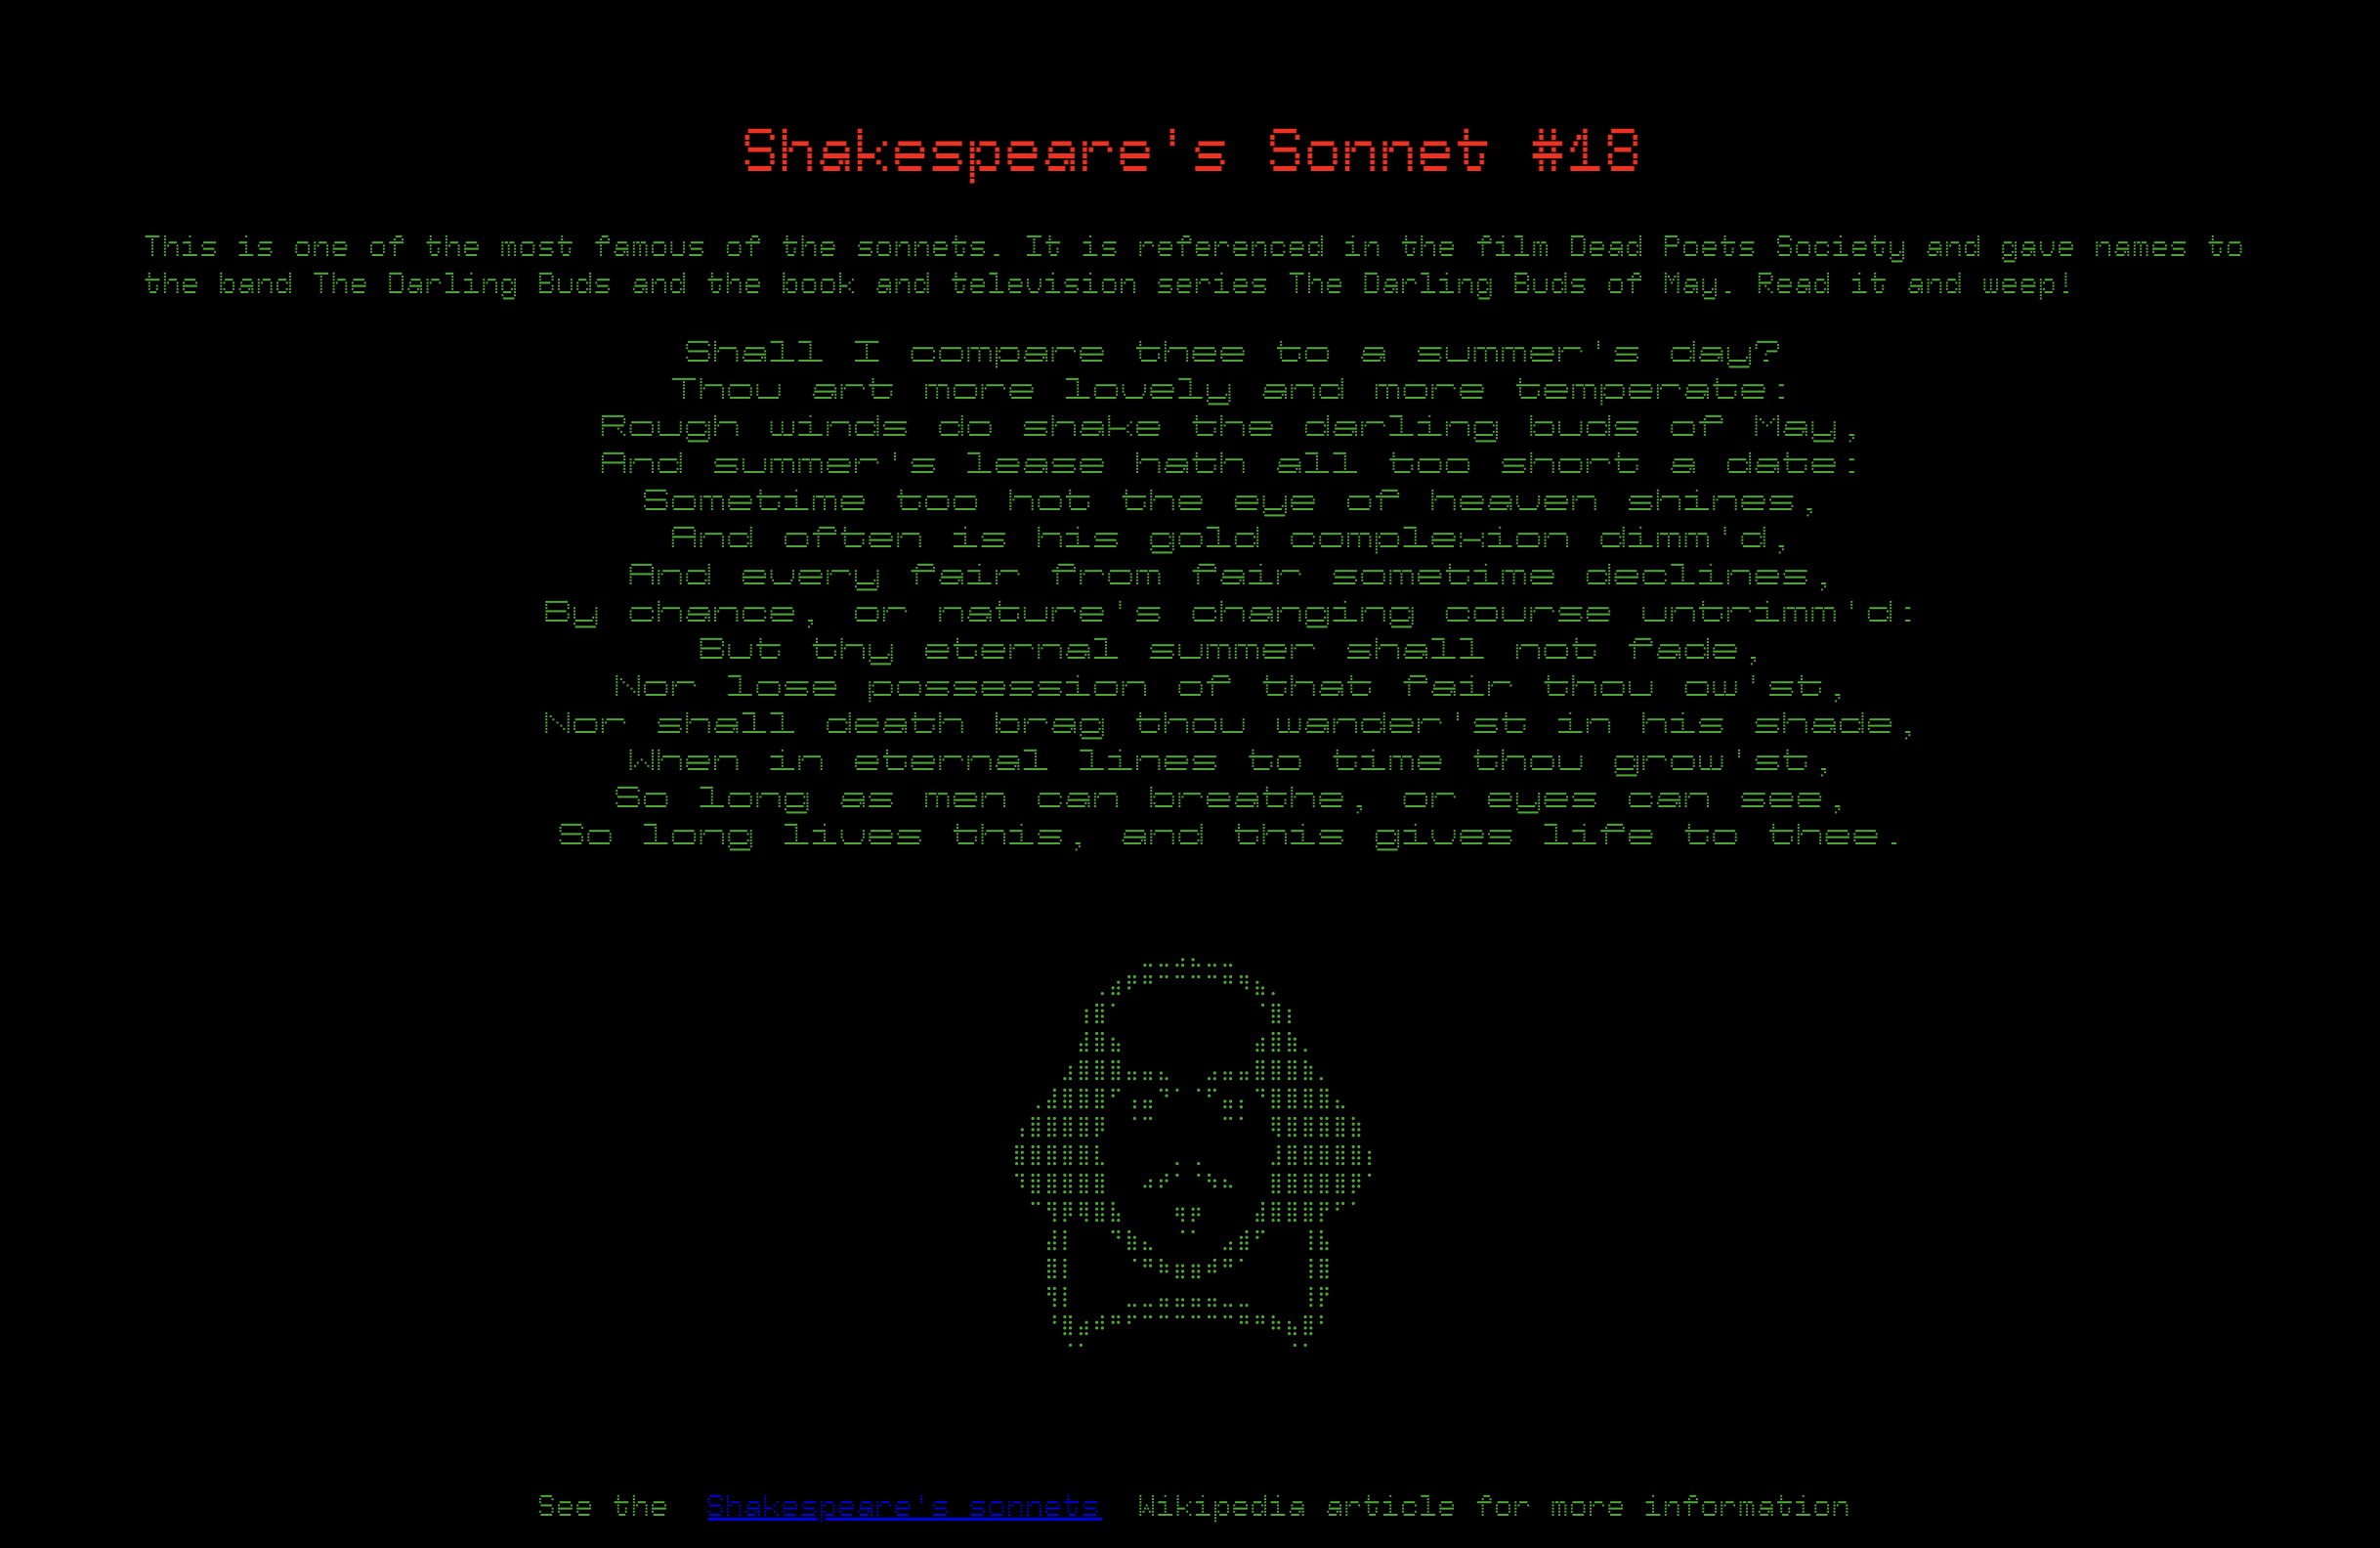 Shakespeare's Sonnet #18
This is one of the most famous of the sonnets. It is referenced in the film Dead Poets Society and gave names to
the band The Darling Buds and the book and television series The Darling Buds of May. Read it and weep!
Shall I compare thee to a summer's day?
Thou art more lovely and more temperate:
Rough winds do shake the darling buds of May,
And summer's lease hath all too short a date:
Sometime too hot the eye of heaven shines,
And often is his gold complexion dimm'd,
And every fair from fair sometime declines,
By chance, or nature's changing course untrimm'd:
But thy eternal summer shall not fade,
Nor lose possession of that fair thou ow'st,
Nor shall death brag thou wander'st in his shade,
When in eternal lines to time thou grow'st,
So long as men can breathe, or eyes can see,
So long lives this, and this gives life to thee.
See the Shakespeare's sonnets Wikipedia article for more information